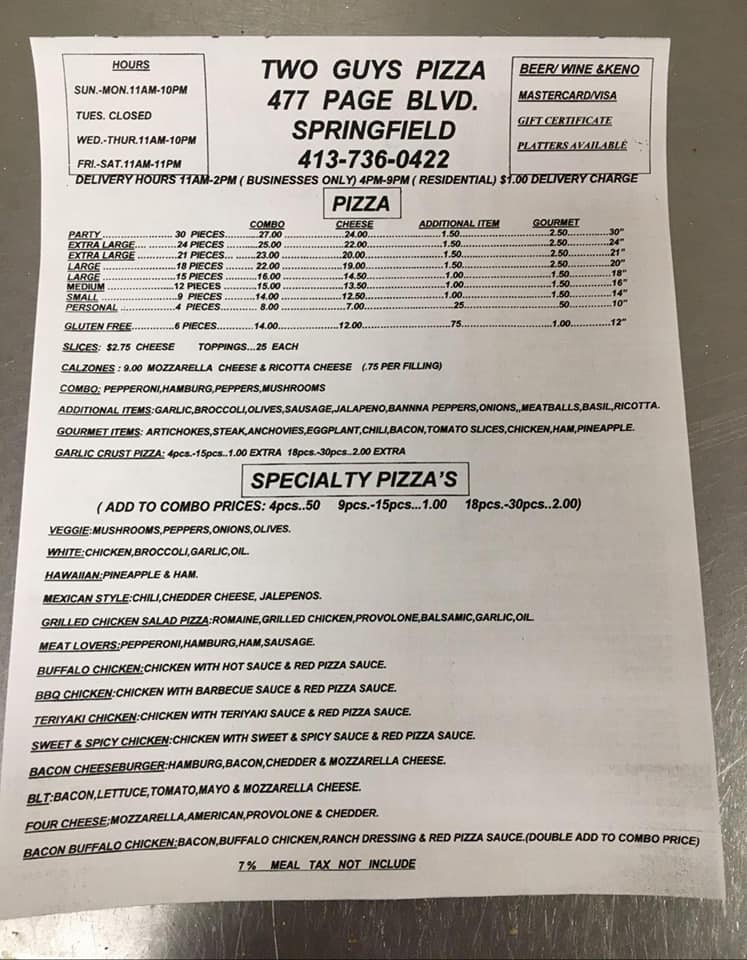 HOURS
SUN.-MON.11AM-10PM
TUES. CLOSED
WED.-THUR.11AM-10PM
FRI.-SAT.11AM-11PM
TWO GUYS PIZZA
477 PAGE BLVD.
SPRINGFIELD
413-736-0422
BEER/ WINE &KENO
MASTERCARD/VISA
GIFT CERTIFICATE
PLATTERS AVAILABLE
DELIVERY HOURS 11AM-2PM ( BUSINESSES ONLY) 4PM-9PM ( RESIDENTIAL) $1.00 DELIVERY CHARGE
PIZZA
COMBO CHEESE ADDITIONAL ITEM GOURMET
PARTY ........................ 30 PIECES...27.00 ..............24.00..................1.50......................2.50..........30"
EXTRA LARGE.... ........... 24 PIECES ...25.00 ..............22.00..................1.50......................2.50..........24"
EXTRA LARGE............... 21 PIECES... ...23.00 ..............20.00..................1.50......................2.50..........21"
LARGE ...................... 18 PIECES ......22.00 ..............19.00..................1.50......................2.50..........20"
LARGE ...................... 15 PIECES ......16.00 ..............14.50..................1.00......................1.50..........18"
MEDIUM ...................12 PIECES .......15.00 ..............13.50..................1.00......................1.50..........16"
SMALL ...................... 9 PIECES ......14.00 ..............12.50..................1.00......................1.50..........14"
PERSONAL..................4 PIECES ........8.00 ..............7.00......................25......................50..........10"
GLUTEN FREE.............6 PIECES..........14.00..............12.00......................75......................1.00..........12"
SLICES: $2.75 CHEESE TOPPINGS...25 EACH
CALZONES : 9.00 MOZZARELLA CHEESE & RICOTTA CHEESE (.75 PER FILLING)
COMBO: PEPPERONI,HAMBURG,PEPPERS,MUSHROOMS
ADDITIONAL ITEMS:GARLIC,BROCCOLI,OLIVES,SAUSAGE,JALAPENO,BANNNA PEPPERS,ONIONS,,MEATBALLS,BASIL,RICOTTA.
GOURMET ITEMS: ARTICHOKES,STEAK,ANCHOVIES,EGGPLANT,CHILI,BACON,TOMATO SLICES,CHICKEN,HAM,PINEAPPLE.
GARLIC CRUST PIZZA: 4pcs.-15pcs..1.00 EXTRA 18pcs.-30pcs..2.00 EXTRA
SPECIALTY PIZZA'S
( ADD TO COMBO PRICES: 4pcs..50 9pcs.-15pcs...1.00 18pcs.-30pcs..2.00)
VEGGIE:MUSHROOMS,PEPPERS,ONIONS,OLIVES.
WHITE:CHICKEN,BROCCOLI,GARLIC,OIL.
HAWAIIAN:PINEAPPLE & HAM.
MEXICAN STYLE:CHILI,CHEDDER CHEESE, JALEPENOS.
GRILLED CHICKEN SALAD PIZZA:ROMAINE,GRILLED CHICKEN,PROVOLONE,BALSAMIC,GARLIC,OIL.
MEAT LOVERS:PEPPERONI,HAMBURG,HAM,SAUSAGE.
BUFFALO CHICKEN:CHICKEN WITH HOT SAUCE & RED PIZZA SAUCE.
BBQ CHICKEN:CHICKEN WITH BARBECUE SAUCE & RED PIZZA SAUCE.
TERIYAKI CHICKEN:CHICKEN WITH TERIYAKI SAUCE & RED PIZZA SAUCE.
SWEET & SPICY CHICKEN:CHICKEN WITH SWEET & SPICY SAUCE & RED PIZZA SAUCE.
BACON CHEESEBURGER:HAMBURG,BACON,CHEDDER & MOZZARELLA CHEESE.
BLT:BACON,LETTUCE,TOMATO,MAYO & MOZZARELLA CHEESE.
FOUR CHEESE;MOZZARELLA,AMERICAN,PROVOLONE & CHEDDER.
BACON BUFFALO CHICKEN:BACON,BUFFALO CHICKEN,RANCH DRESSING & RED PIZZA SAUCE.(DOUBLE ADD TO COMBO PRICE)
7% MEAL TAX NOT INCLUDE